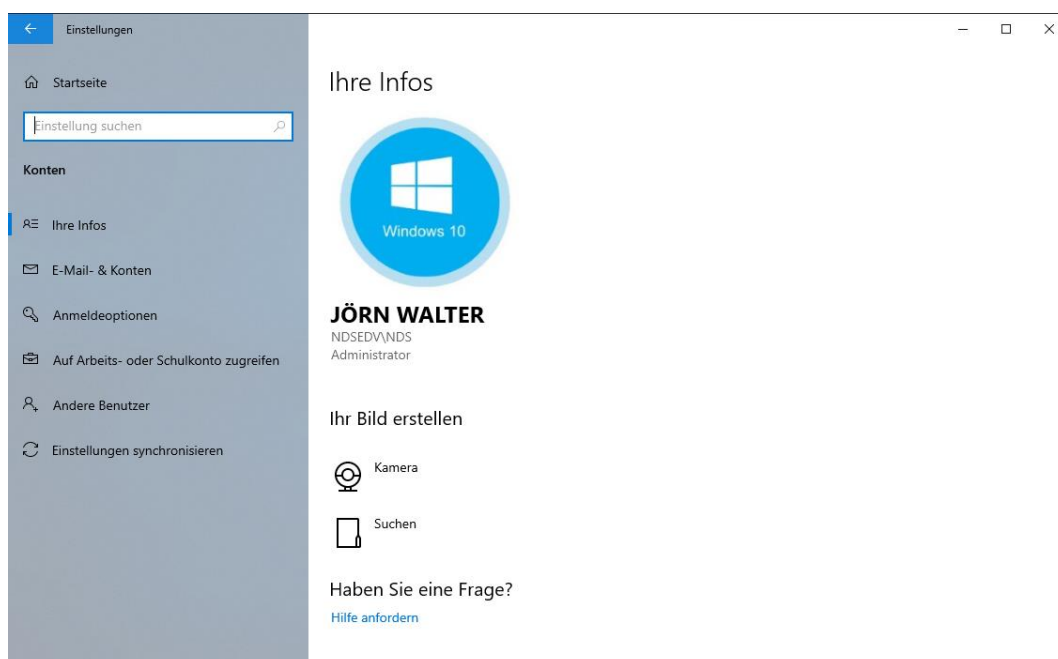 Einstellungen
Startseite
Einstellung suchen
Konten
Ihre Infos
E-Mail- & Konten
Anmeldeoptionen
Auf Arbeits- oder Schulkonto zugreifen
Andere Benutzer
Einstellungen synchronisieren
Ihre Infos
Windows 10
JÖRN WALTER
NDSEDV\NDS
Administrator
Ihr Bild erstellen
Kamera
Suchen
Haben Sie eine Frage?
Hilfe anfordern